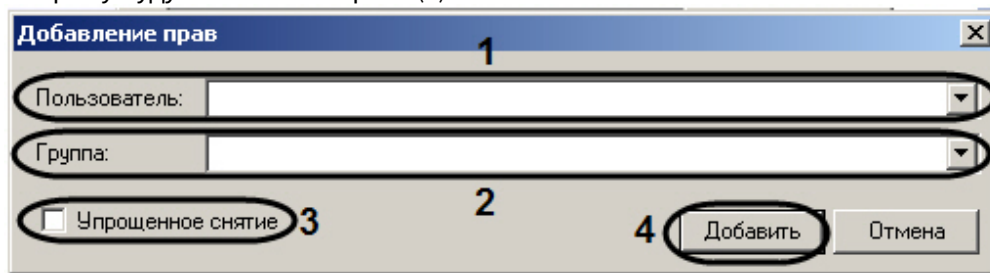 Добавление прав
1
Пользователь:
Группа:
2
Упрощенное снятие 3
4 Добавить Отмена